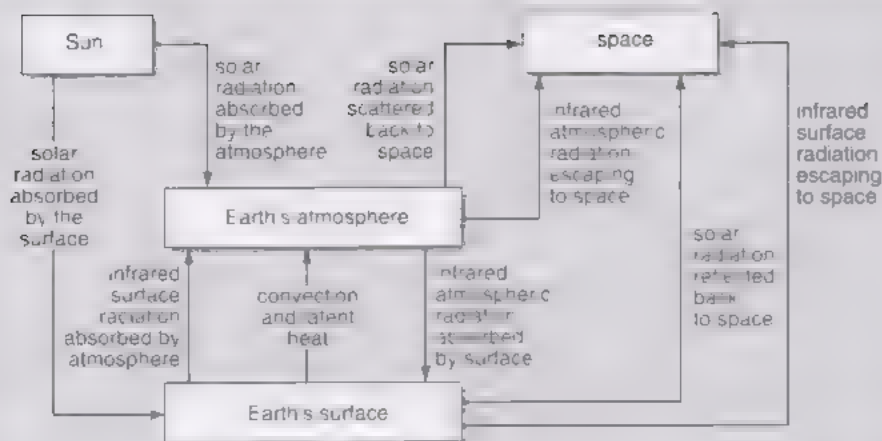 Sun
space
solar
radiation
absorbed
by the
atmosphere
solar
radiation
scattered
back to
space
infrared
atmospheric
radiation
escaping
to space
infrared
surface
radiation
escaping
to space
solar
radiation
absorbed
by the
surface
Earth's atmosphere
solar
radiation
reflected
back
to space
infrared
surface
radiation
absorbed by
atmosphere
convection
and latent
heat
infrared
atmospheric
radiation
absorbed
by surface
Earth's surface